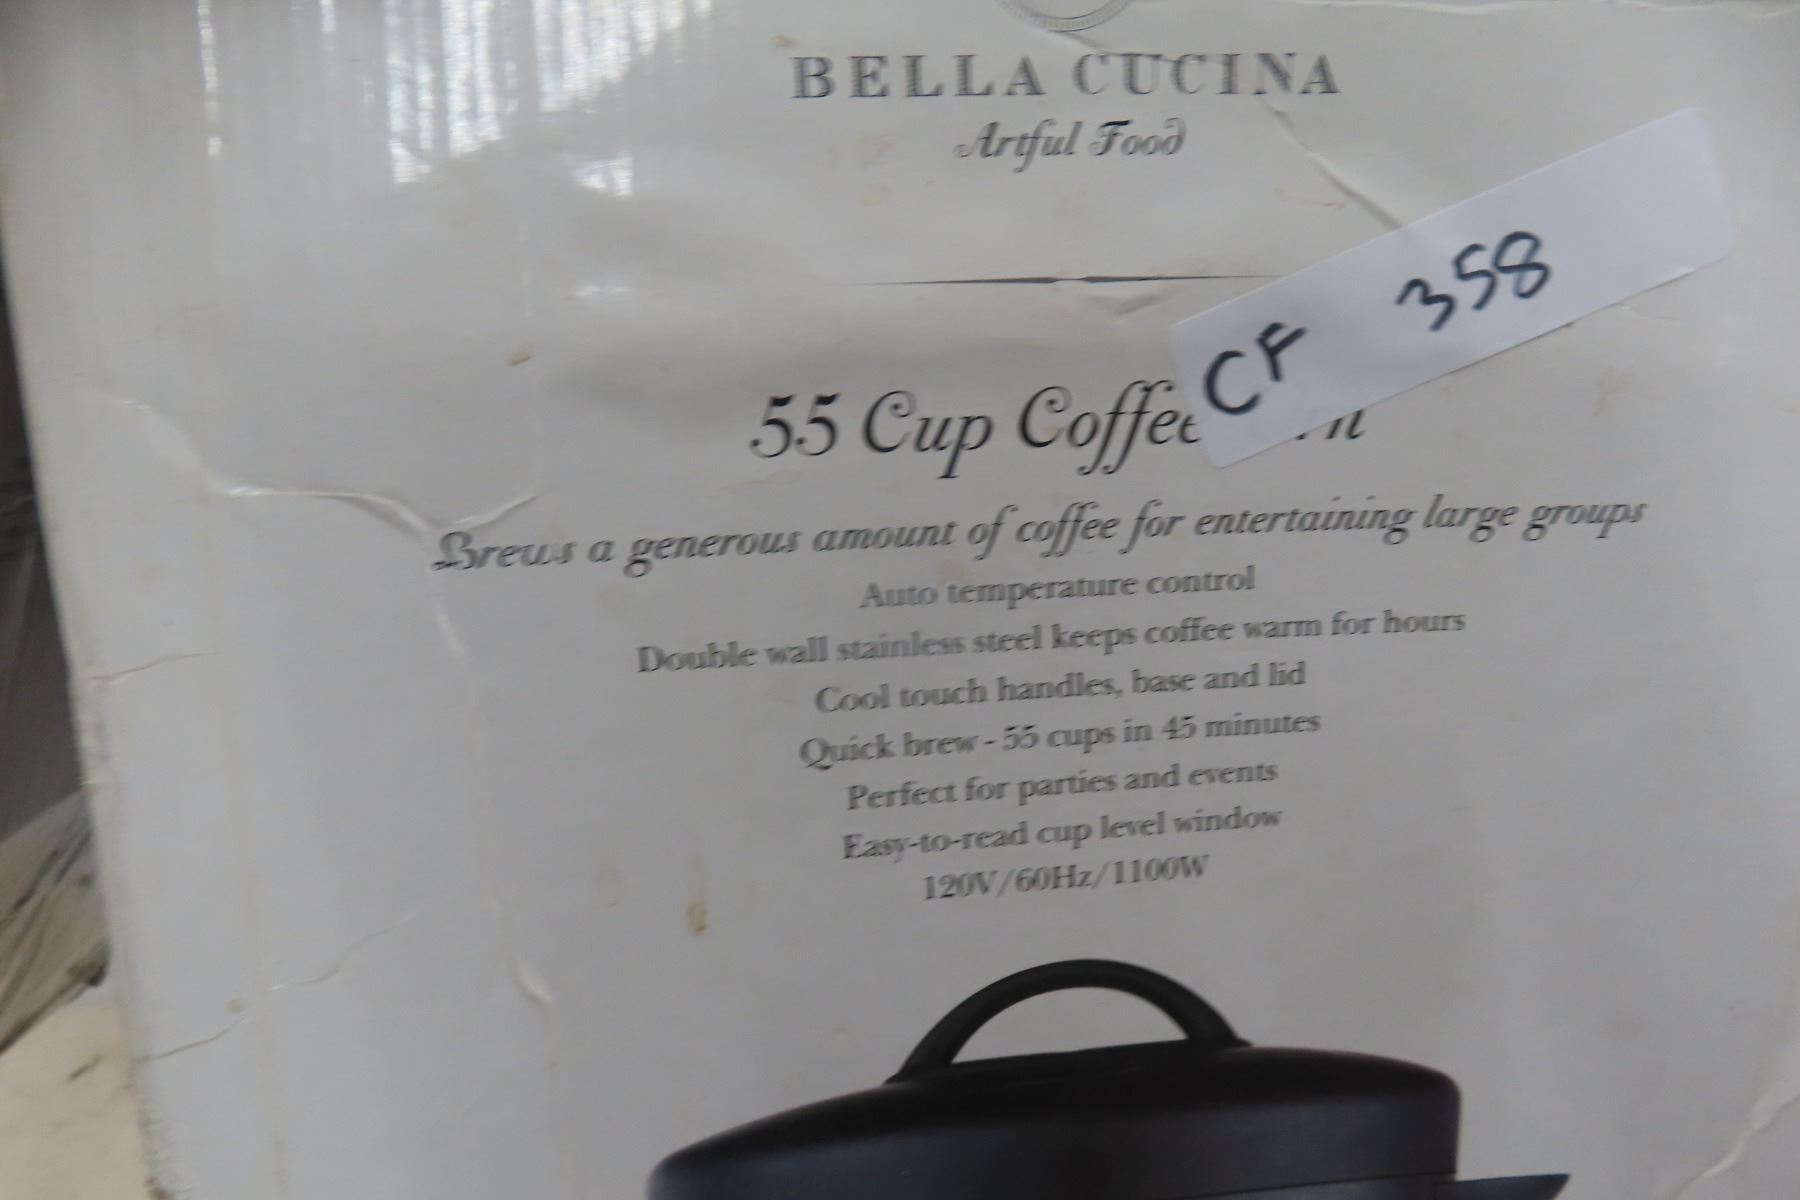 BELLA CUCINA
Artful Food
CF 358
55 Cup Coffee
Brews a generous amount of coffee for entertaining large groups
Auto temperature control
Double wall stainless steel keeps coffee warm for hours
Cool touch handles, base and lid
Quick brew - 55 cups in 45 minutes
Perfect for parties and events
Easy-to-read cup level window
120V/60Hz/1100W